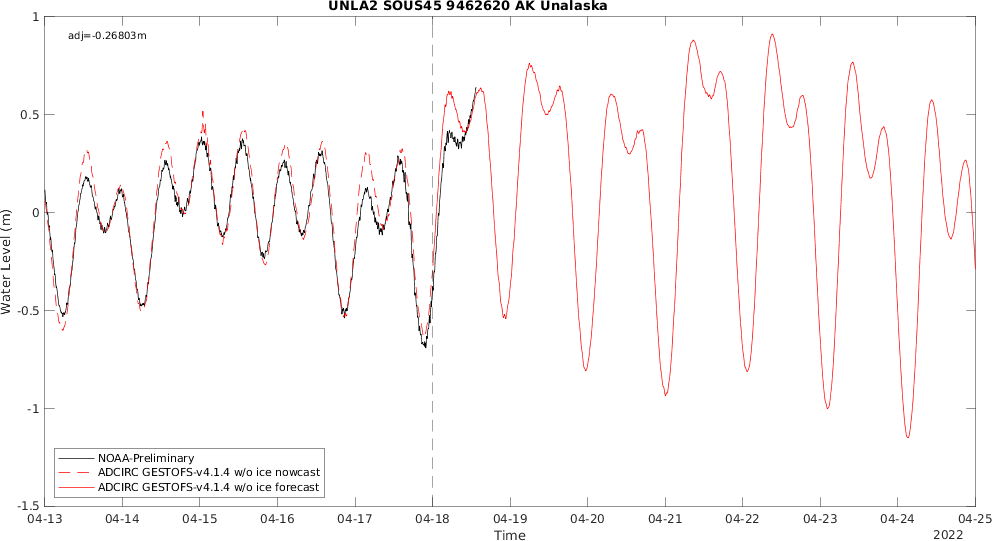 UNLA2 SOUS45 9462620 AK Unalaska
adj=-0.26803m
1
0.5
0
-0.5
-1
-1.5
Water Level (m)
NOAA-Preliminary
ADCIRC GESTOFS-v4.1.4 w/o ice nowcast
ADCIRC GESTOFS-v4.1.4 w/o ice forecast
04-13 04-14 04-15 04-16 04-17 04-18 04-19 04-20 04-21 04-22 04-23 04-24 04-25
Time
2022